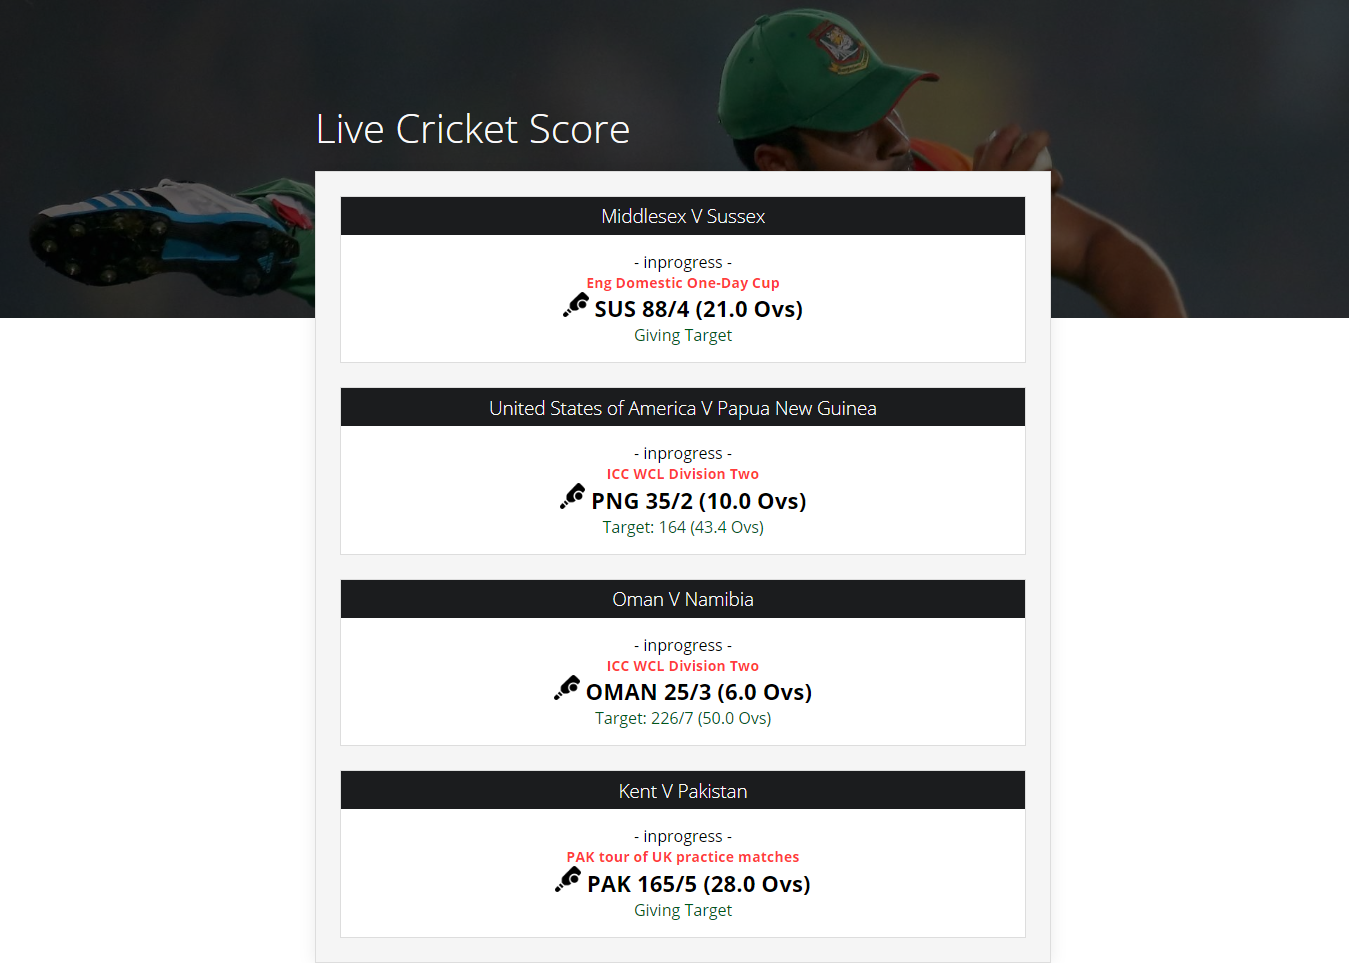 Live Cricket Score
Middlesex V Sussex
- inprogress -
Eng Domestic One-Day Cup
SUS 88/4 (21.0 Ovs)
Giving Target
United States of America V Papua New Guinea
- inprogress -
ICC WCL Division Two
PNG 35/2 (10.0 Ovs)
Target: 164 (43.4 Ovs)
Oman V Namibia
- inprogress -
ICC WCL Division Two
OMAN 25/3 (6.0 Ovs)
Target: 226/7 (50.0 Ovs)
Kent V Pakistan
- inprogress -
PAK tour of UK practice matches
PAK 165/5 (28.0 Ovs)
Giving Target